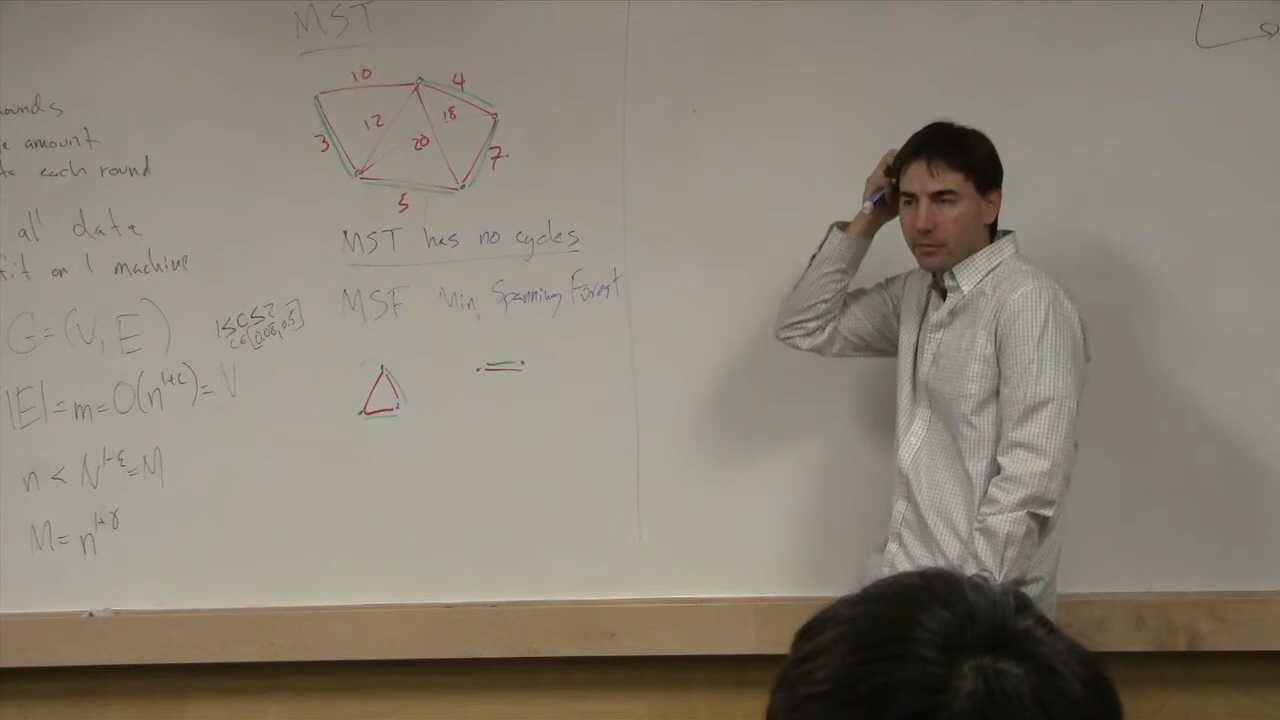 amount
each round
all data
fit on 1 machine
G=(V,E)
|E|=m=O(n^{1+c})=N
n < N^{1-ε}=M
M=n^{1+γ}
MST
10
4
12
18
3
20
7
5
MST has no cycles
MSF Min Spanning Forest